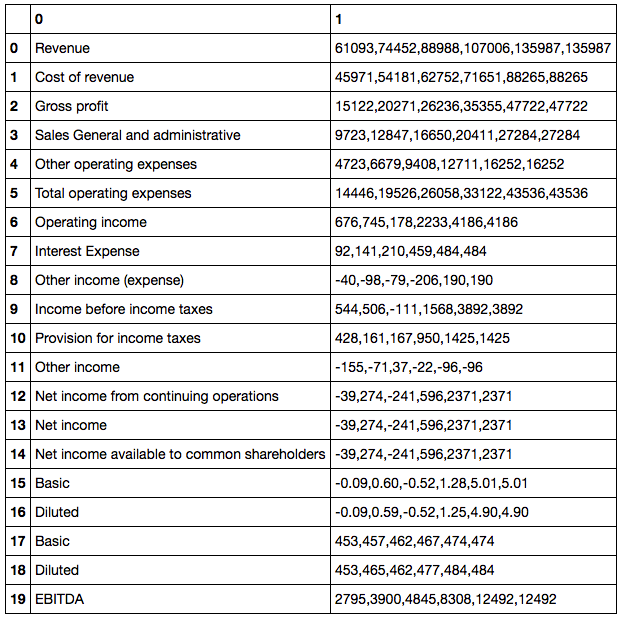 0 1
0 Revenue 61093,74452,88988,107006,135987,135987
1 Cost of revenue 45971,54181,62752,71651,88265,88265
2 Gross profit 15122,20271,26236,35355,47722,47722
3 Sales General and administrative 9723,12847,16650,20411,27284,27284
4 Other operating expenses 4723,6679,9408,12711,16252,16252
5 Total operating expenses 14446,19526,26058,33122,43536,43536
6 Operating income 676,745,178,2233,4186,4186
7 Interest Expense 92,141,210,459,484,484
8 Other income (expense) -40,-98,-79,-206,190,190
9 Income before income taxes 544,506,-111,1568,3892,3892
10 Provision for income taxes 428,161,167,950,1425,1425
11 Other income -155,-71,37,-22,-96,-96
12 Net income from continuing operations -39,274,-241,596,2371,2371
13 Net income -39,274,-241,596,2371,2371
14 Net income available to common shareholders -39,274,-241,596,2371,2371
15 Basic -0.09,0.60,-0.52,1.28,5.01,5.01
16 Diluted -0.09,0.59,-0.52,1.25,4.90,4.90
17 Basic 453,457,462,467,474,474
18 Diluted 453,465,462,477,484,484
19 EBITDA 2795,3900,4845,8308,12492,12492